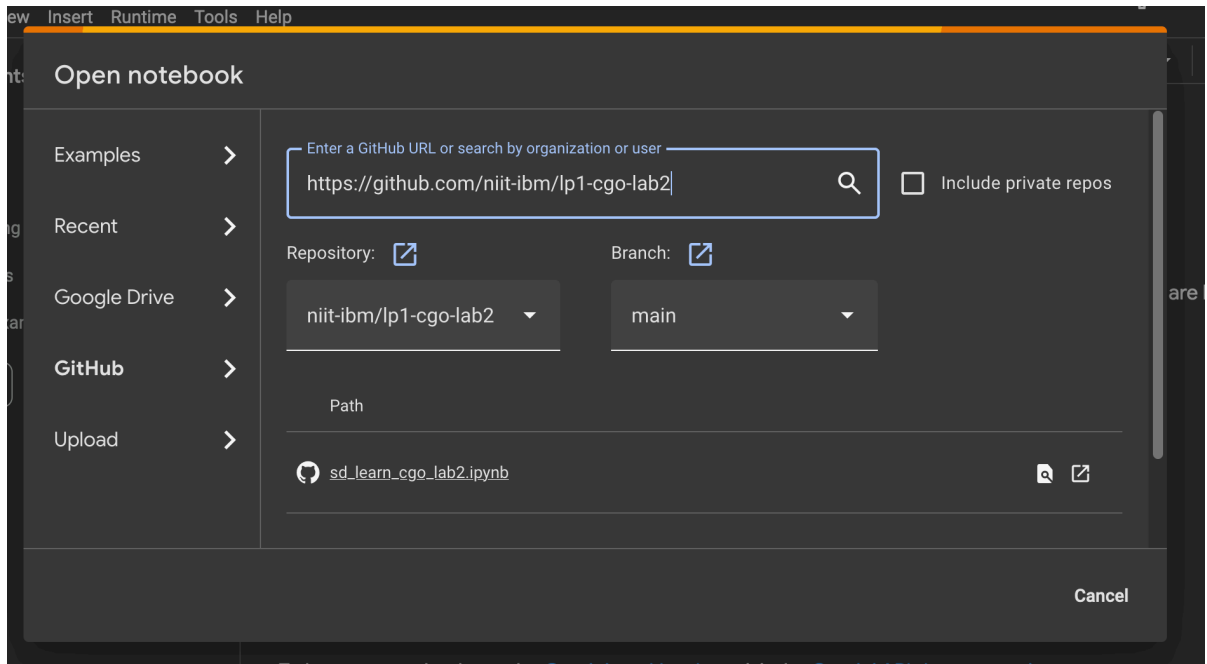 ew Insert Runtime Tools Help
Open notebook
Examples
Recent
Google Drive
GitHub
Upload
Enter a GitHub URL or search by organization or user
https://github.com/niit-ibm/lp1-cgo-lab2
Include private repos
Repository:
Branch:
niit-ibm/lp1-cgo-lab2
main
Path
sd_learn_cgo_lab2.ipynb
Cancel
are